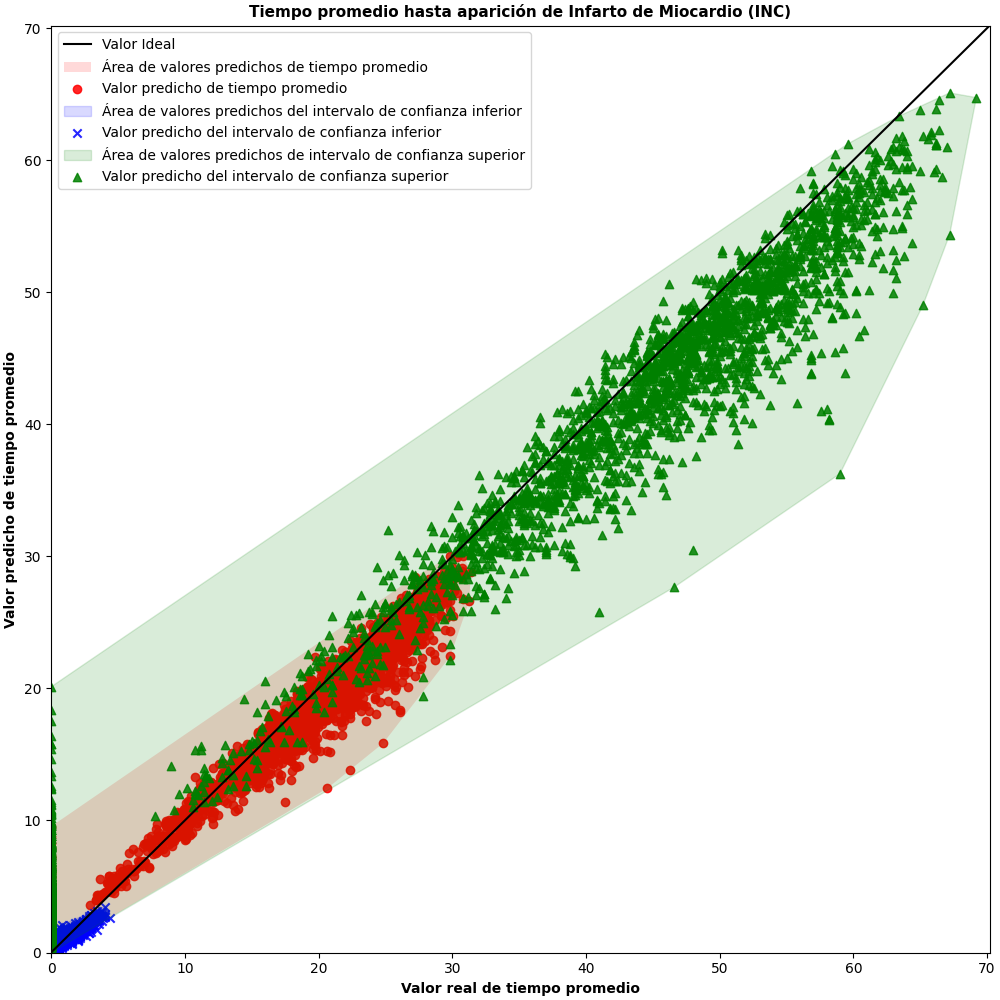 Tiempo promedio hasta aparición de Infarto de Miocardio (INC)
Valor Ideal
Área de valores predichos de tiempo promedio
Valor predicho de tiempo promedio
Área de valores predichos del intervalo de confianza inferior
Valor predicho del intervalo de confianza inferior
Área de valores predichos de intervalo de confianza superior
Valor predicho del intervalo de confianza superior
Valor predicho de tiempo promedio
70
60
50
40
30
20
10
0
0 10 20 30 40 50 60 70
Valor real de tiempo promedio